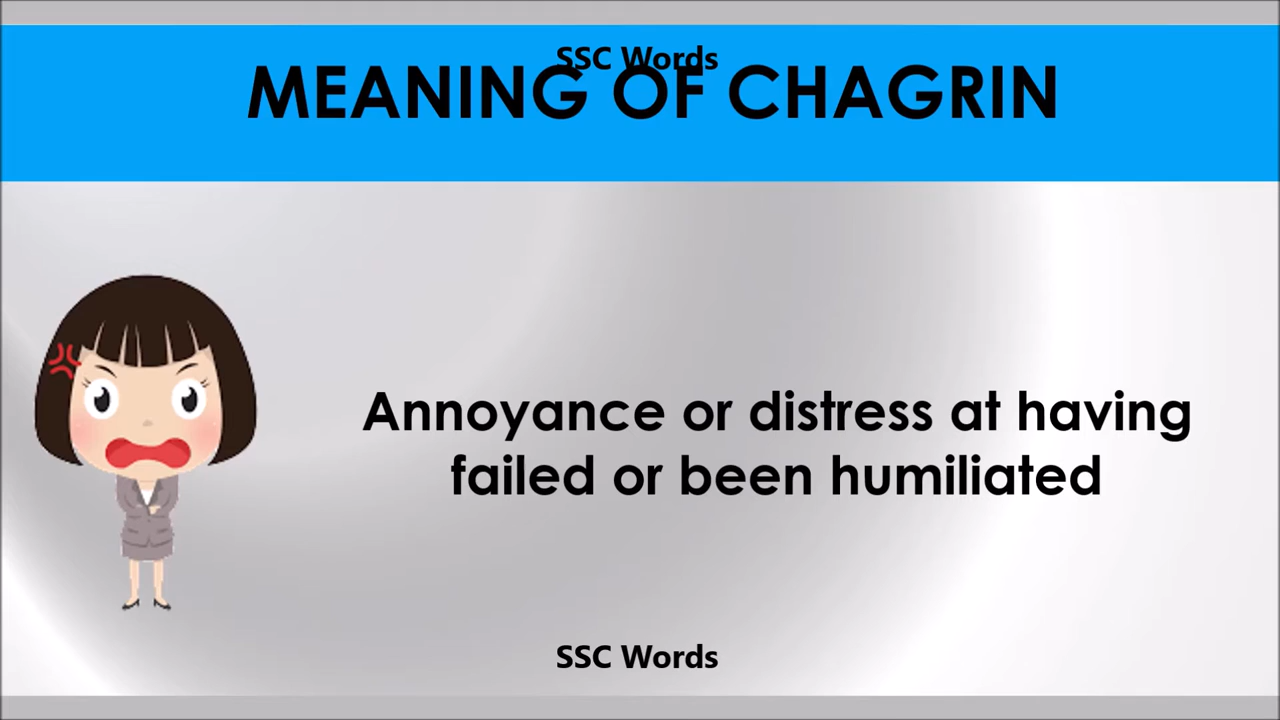 SSC Words
MEANING OF CHAGRIN
Annoyance or distress at having
failed or been humiliated
SSC Words